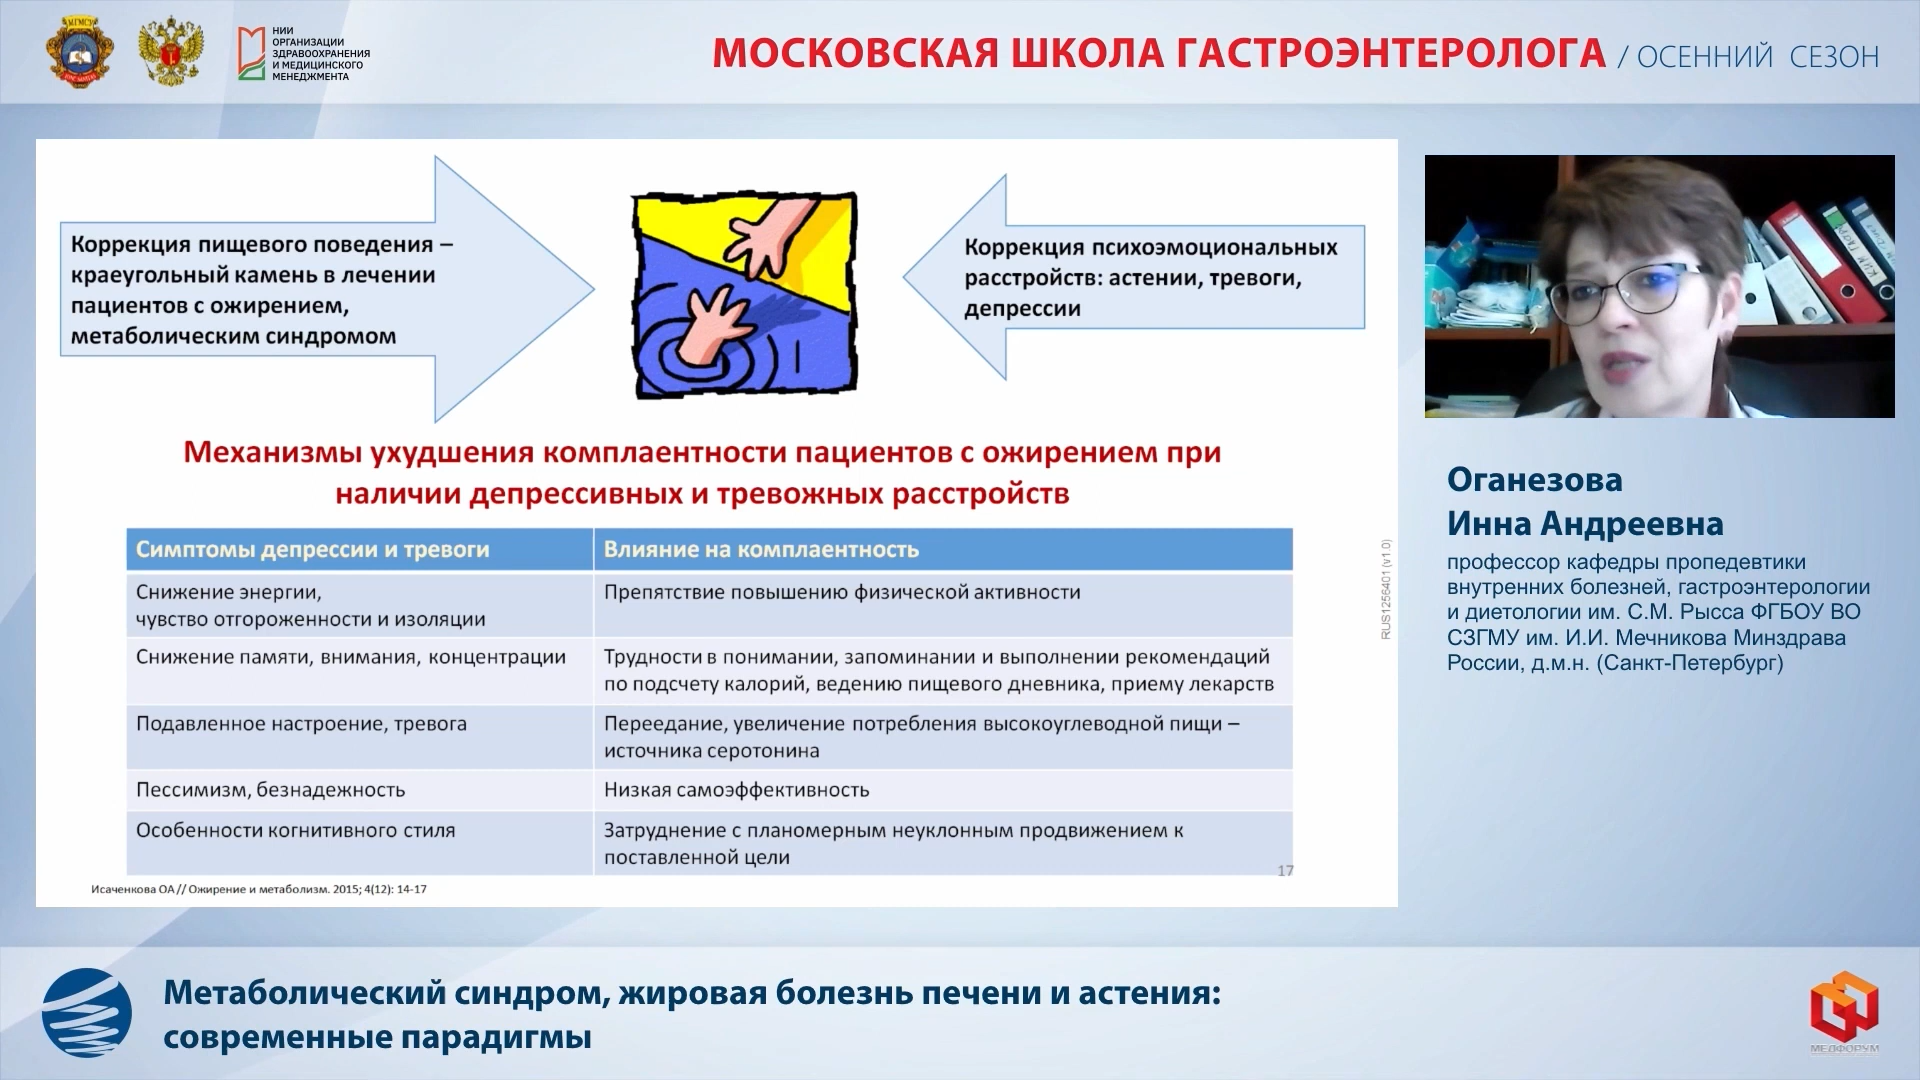 НИИ
ОРГАНИЗАЦИИ
ЗДРАВООХРАНЕНИЯ
И МЕДИЦИНСКОГО
МЕНЕДЖМЕНТА
МОСКОВСКАЯ ШКОЛА ГАСТРОЭНТЕРОЛОГА / ОСЕННИЙ СЕЗОН
Коррекция пищевого поведения –
краеугольный камень в лечении
пациентов с ожирением,
метаболическим синдромом
Коррекция психоэмоциональных
расстройств: астении, тревоги,
депрессии
Механизмы ухудшения комплаентности пациентов с ожирением при
наличии депрессивных и тревожных расстройств
Симптомы депрессии и тревоги
Влияние на комплаентность
Снижение энергии,
чувство отгороженности и изоляции
Препятствие повышению физической активности
Снижение памяти, внимания, концентрации
Трудности в понимании, запоминании и выполнении рекомендаций
по подсчету калорий, ведению пищевого дневника, приему лекарств
Подавленное настроение, тревога
Переедание, увеличение потребления высокоуглеводной пищи –
источника серотонина
Пессимизм, безнадежность
Низкая самоэффективность
Особенности когнитивного стиля
Затруднение с планомерным неуклонным продвижением к
поставленной цели
17
Исаченкова ОА// Ожирение и метаболизм. 2015; 4(12): 14-17
RUS1256401 (v1.0)
Оганезова
Инна Андреевна
профессор кафедры пропедевтики
внутренних болезней, гастроэнтерологии
и диетологии им. С.М. Рысса ФГБОУ ВО
СЗГМУ им. И.И. Мечникова Минздрава
России, д.м.н. (Санкт-Петербург)
Метаболический синдром, жировая болезнь печени и астения:
современные парадигмы
МЕДФОРУМ